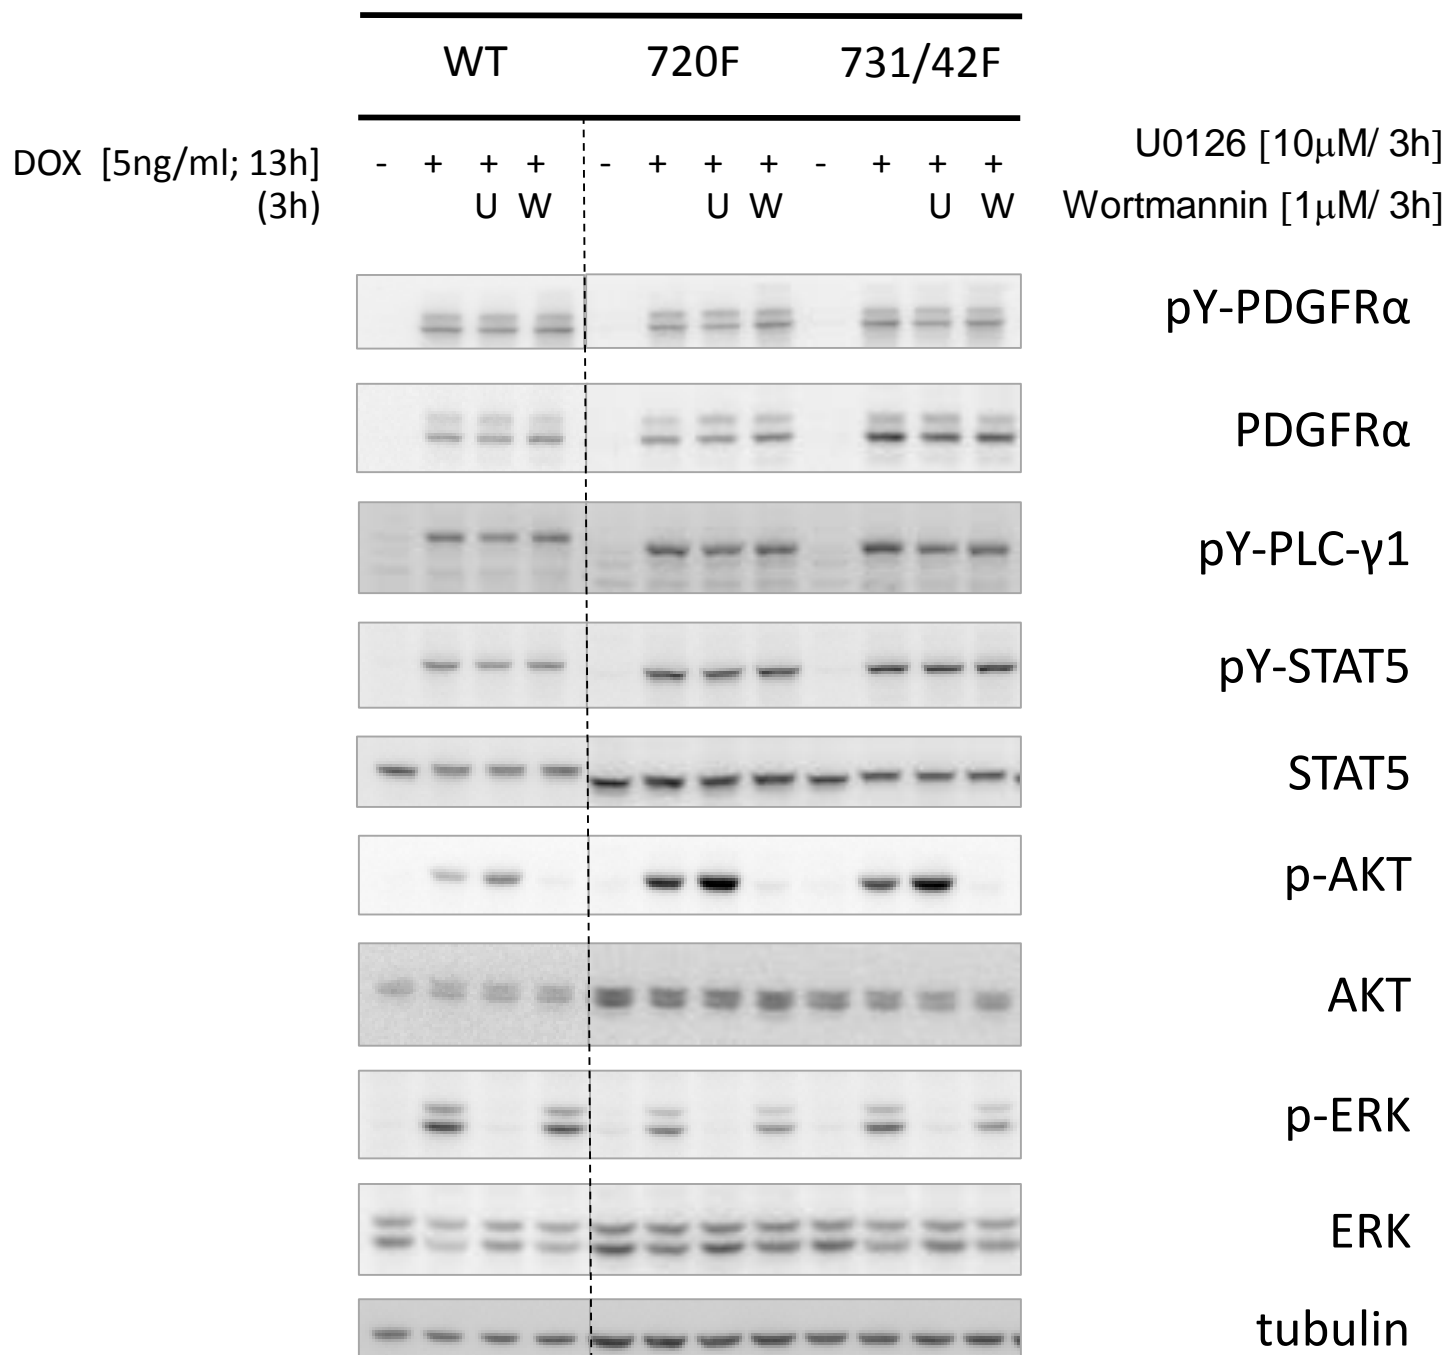 WT 720F 731/42F
DOX [5ng/ml; 13h] - + + + - + + + - + + + U0126 [10μM/ 3h]
(3h) U W U W U W Wortmannin [1μM/ 3h]
pY-PDGFRα
PDGFRα
pY-PLC-γ1
pY-STAT5
STAT5
p-AKT
AKT
p-ERK
ERK
tubulin